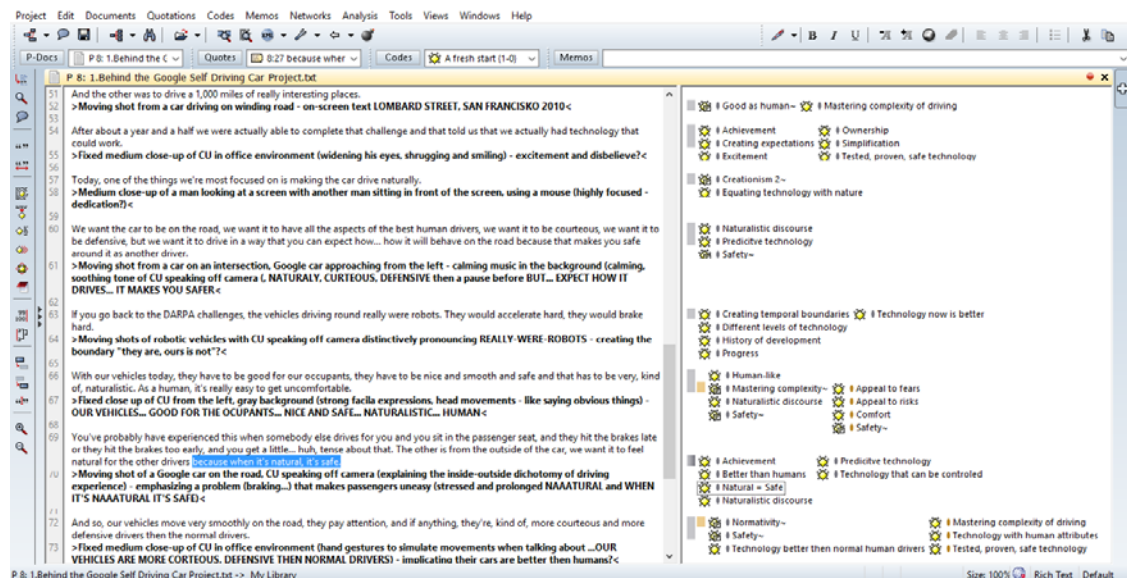 Project Edit Documents Quotations Codes Memos Networks Analysis Tools Views Windows Help
B I U
P-Docs P 8: 1.Behind the G Quotes 8:27 because wher Codes A fresh start {1-0} Memos
P 8: 1.Behind the Google Self Driving Car Project.txt
51 And the other was to drive a 1,000 miles of really interesting places.
52 >Moving shot from a car driving on winding road - on-screen text LOMBARD STREET, SAN FRANCISKO 2010<
53
54 After about a year and a half we were actually able to complete that challenge and that told us that we actually had technology that
could work.
55 >Fixed medium close-up of CU in office environment (widening his eyes, shrugging and smiling) - excitement and disbelieve?<
56
57 Today, one of the things we're most focused on is making the car drive naturally.
58 >Medium close-up of a man looking at a screen with another man sitting in front of the screen, using a mouse (highly focused -
dedication?)<
59
60 We want the car to be on the road, we want it to have all the aspects of the best human drivers, we want it to be courteous, we want it to
be defensive, but we want it to drive in a way that you can expect how... how it will behave on the road because that makes you safe
around it as another driver.
61 >Moving shot from a car on an intersection, Google car approaching from the left - calming music in the background (calming,
soothing tone of CU speaking off camera (, NATURALY, CURTEOUS, DEFENSIVE then a pause before BUT... EXPECT HOW IT
DRIVES... IT MAKES YOU SAFER<
62
63 If you go back to the DARPA challenges, the vehicles driving round really were robots. They would accelerate hard, they would brake
hard.
64 >Moving shots of robotic vehicles with CU speaking off camera distinctively pronouncing REALLY-WERE-ROBOTS - creating the
boundary "they are, ours is not"?<
65
66 With our vehicles today, they have to be good for our occupants, they have to be nice and smooth and safe and that has to be very, kind
of, naturalistic. As a human, it's really easy to get uncomfortable.
67 >Fixed close up of CU from the left, gray background (strong facila expressions, head movements - like saying obvious things) -
OUR VEHICLES... GOOD FOR THE OCUPANTS... NICE AND SAFE... NATURALISTIC... HUMAN<
68
69 You've probably have experienced this when somebody else drives for you and you sit in the passenger seat, and they hit the brakes late
or they hit the brakes too early, and you get a little... huh, tense about that. The other is from the outside of the car, we want it to feel
natural for the other drivers because when it's natural, it's safe.
70 >Moving shot of a Google car on the road, CU speaking off camera (explaining the inside-outside dichotomy of driving
experience) - emphasizing a problem (braking...) that makes passengers uneasy (stressed and prolonged NAAATURAL and WHEN
IT'S NAAATURAL IT'S SAFE)<
71
72 And so, our vehicles move very smoothly on the road, they pay attention, and if anything, they're, kind of, more courteous and more
defensive drivers then the normal drivers.
73 >Fixed medium close-up of CU in office environment (hand gestures to simulate movements when talking about ...OUR
VEHICLES ARE MORE CORTEOUS, DEFENSIVE THEN NORMAL DRIVERS) - implicating their cars are better then humans?<
Good as human~ Mastering complexity of driving
Achievement Ownership
Creating expectations Simplification
Excitement Tested, proven, safe technology
Creationism 2~
Equating technology with nature
Naturalistic discourse
Predicitve technology
Safety~
Creating temporal boundaries Technology now is better
Different levels of technology
History of development
Progress
Human-like
Mastering complexity~ Appeal to fears
Naturalistic discourse Appeal to risks
Safety~ Comfort
Safety~
Achievement Predicitve technology
Better than humans Technology that can be controled
Natural = Safe
Naturalistic discourse
Normativity~ Mastering complexity of driving
Safety~ Technology with human attributes
Technology better then normal human drivers Tested, proven, safe technology
P 8: 1.Behind the Google Self Driving Car Project.txt -> My Library Size: 100% Rich Text Default